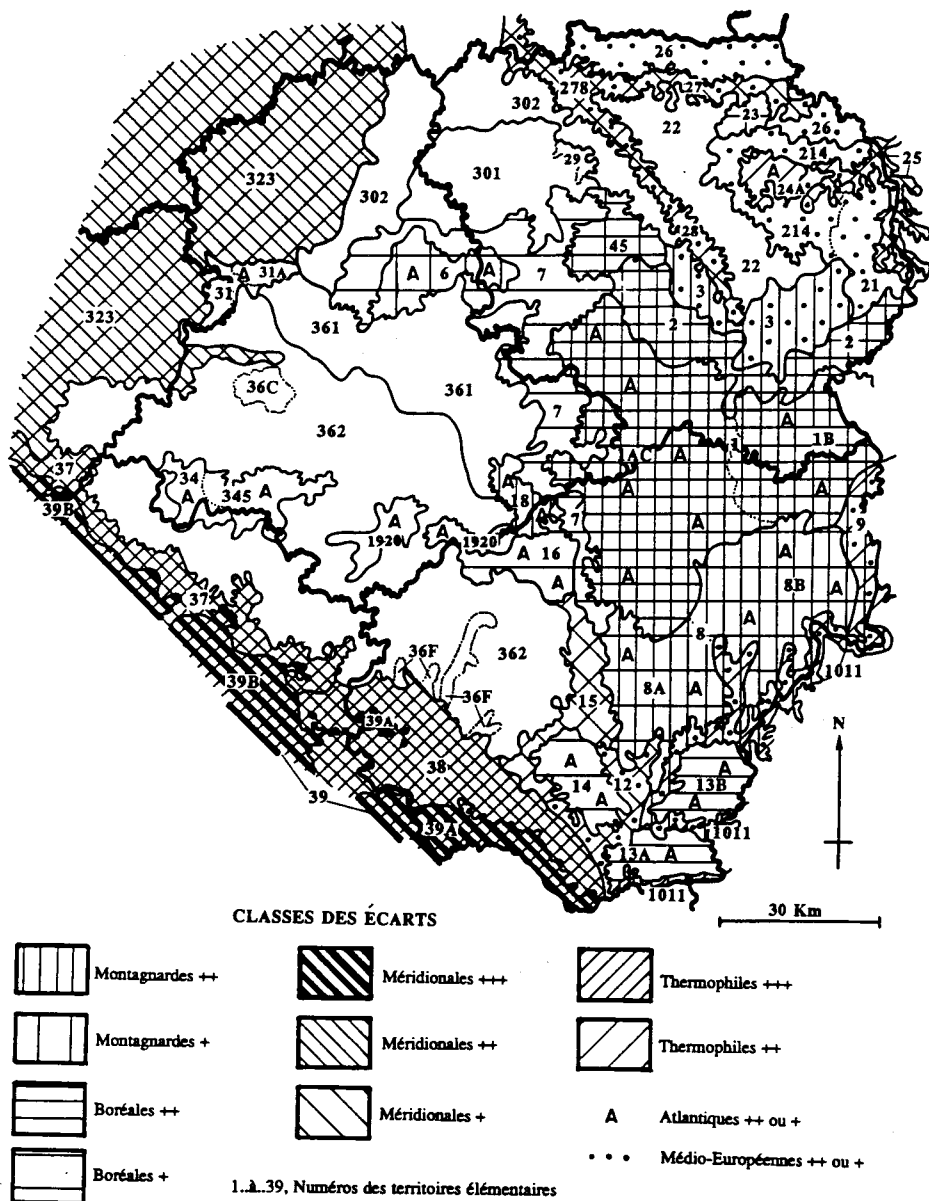 26
278
27
302
22
23
26
214
25
29
301
A
24A
323
302
28
45
214
22
21
A
31A
A
6
A
7
3
31
2
3
2
323
361
A
36C
361
A
A
1B
362
7
1AC
A
37
34
345
A
A
A
A
18
39B
A
A
7
9
1920
A
1920
A
16
A
A
A
8B
A
37
A
362
8
A
36F
1011
39B
36F
A
8A
A
15
N
39A
38
14
A
12
A
13B
A
A
39
39A
1011
13A
A
1011
30 Km
CLASSES DES ÉCARTS
Montagnardes ++
Méridionales +++
Thermophiles +++
Montagnardes +
Méridionales ++
Thermophiles ++
Boréales ++
Méridionales +
A Atlantiques ++ ou +
Médio-Européennes ++ ou +
Boréales +
1..à..39, Numéros des territoires élémentaires